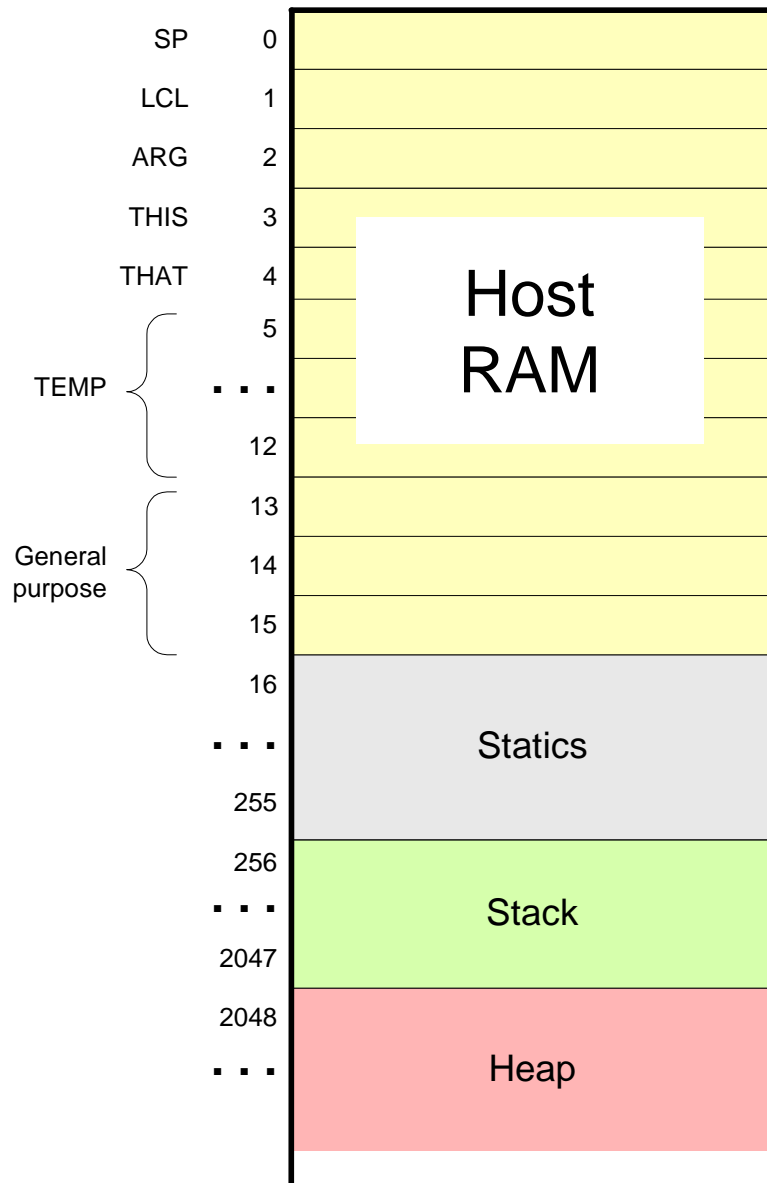 SP 0
LCL 1
ARG 2
THIS 3
THAT 4
5
Host
RAM
TEMP ...
12
13
General
purpose
14
15
16
... Statics
255
256
... Stack
2047
2048
... Heap